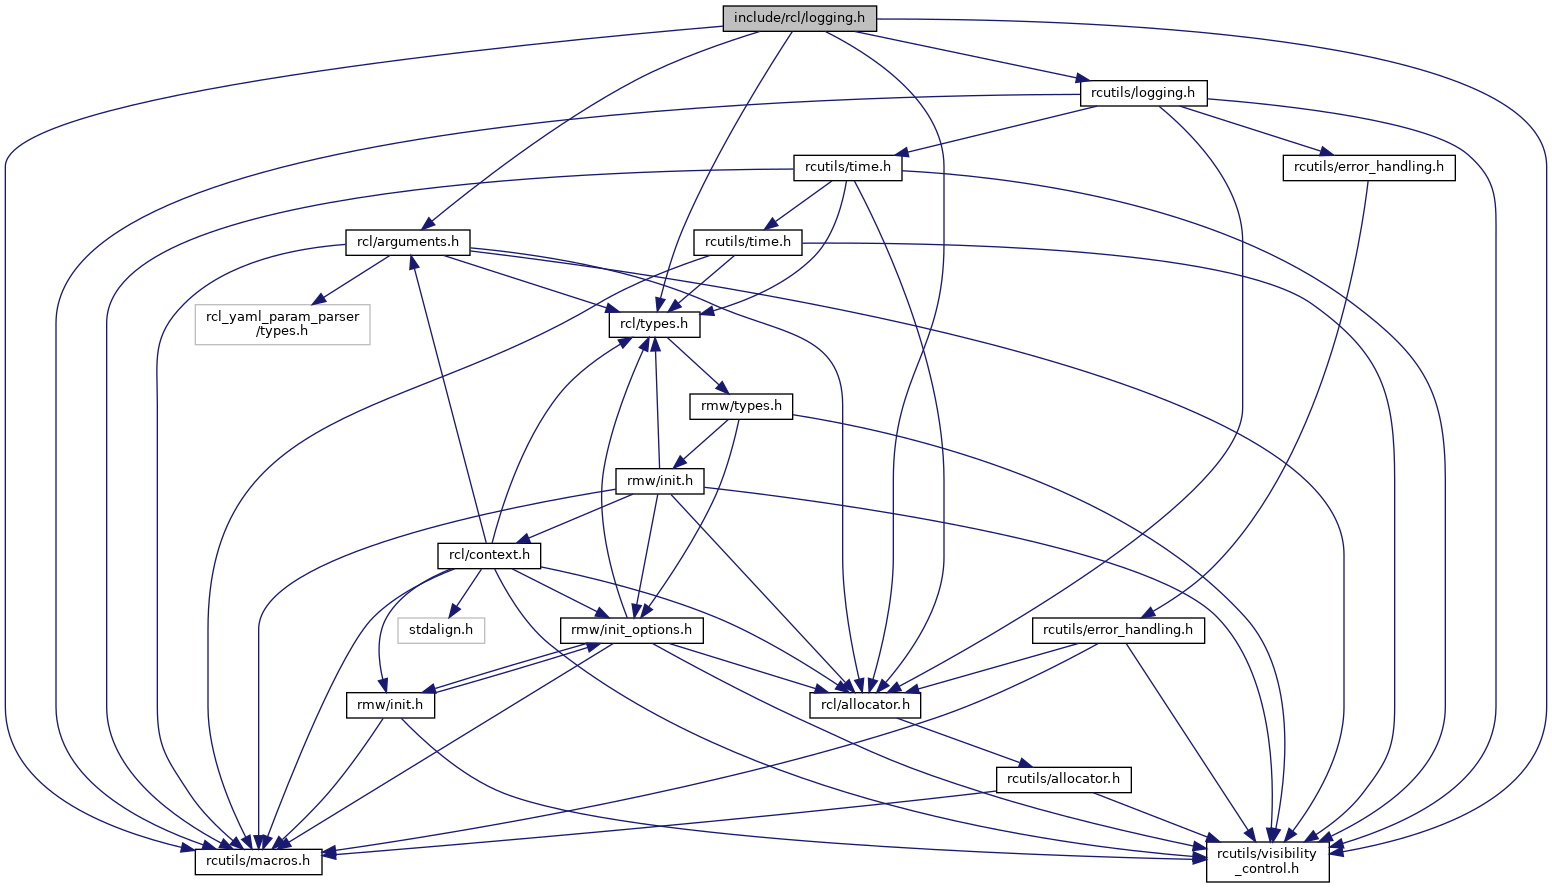 include/rcl/logging.h
rcutils/logging.h
rcutils/time.h
rcutils/error_handling.h
rcl/arguments.h
rcutils/time.h
rcl_yaml_param_parser
/types.h
rcl/types.h
rmw/types.h
rmw/init.h
rcl/context.h
stdalign.h
rmw/init_options.h
rcutils/error_handling.h
rmw/init.h
rcl/allocator.h
rcutils/allocator.h
rcutils/macros.h
rcutils/visibility
_control.h